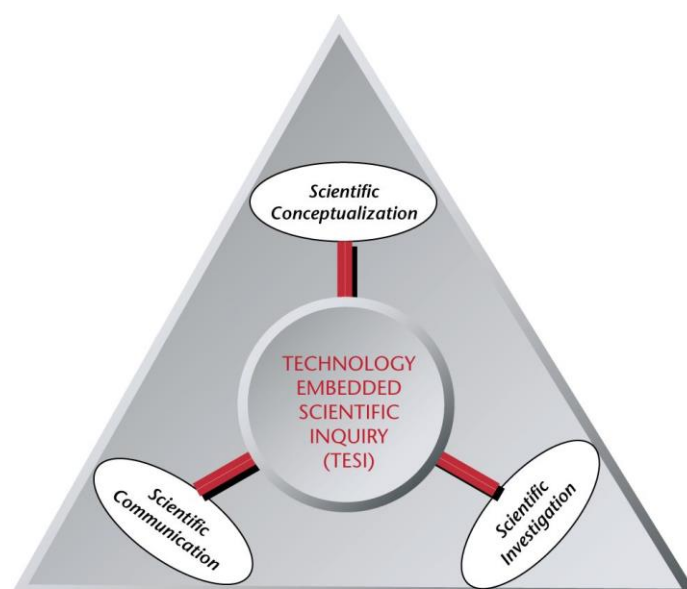 Scientific
Conceptualization
TECHNOLOGY
EMBEDDED
SCIENTIFIC
INQUIRY
(TESI)
Scientific
Communication
Scientific
Investigation